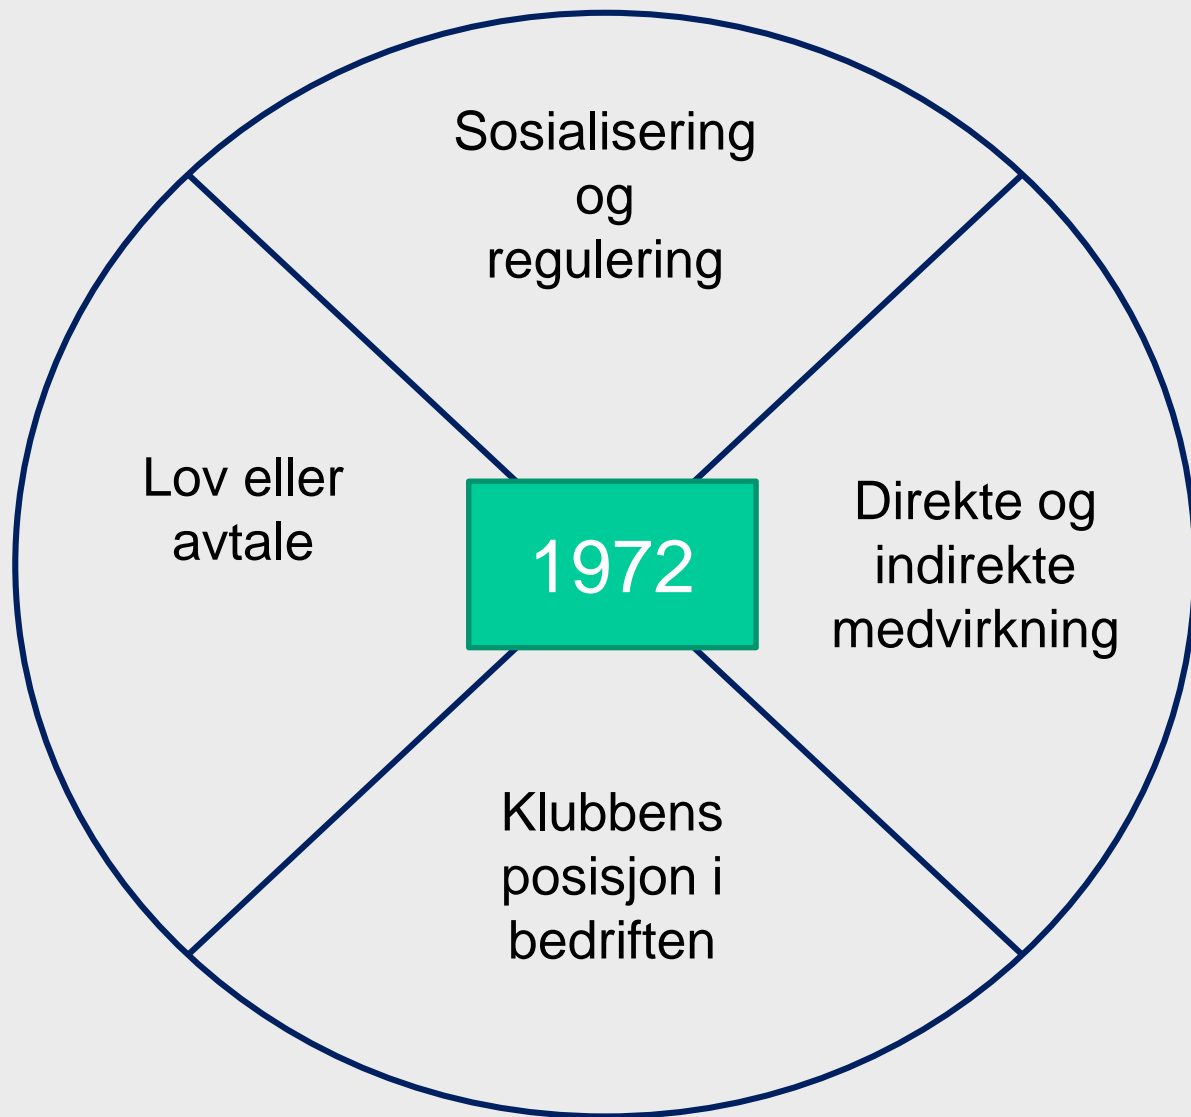 Sosialisering
og
regulering
Lov eller
avtale
1972
Direkte og
indirekte
medvirkning
Klubbens
posisjon i
bedriften